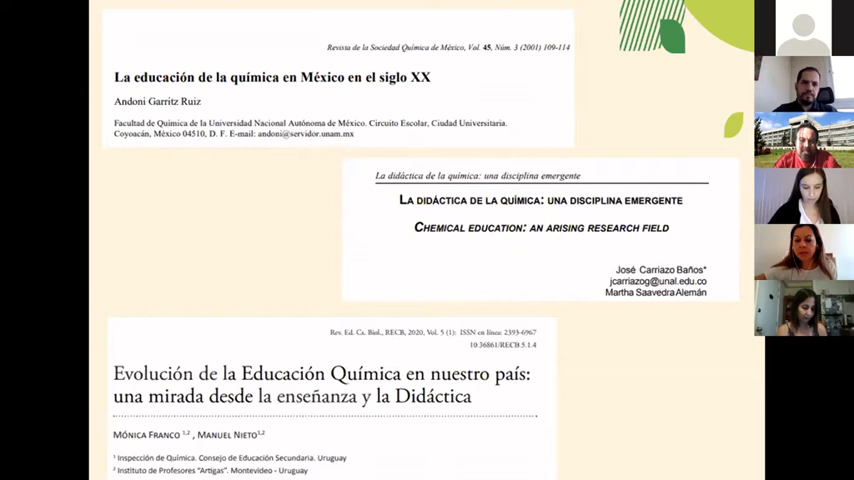 Revista de la Sociedad Química de México, Vol. 45, Núm. 3 (2001) 109-114
La educación de la química en México en el siglo XX
Andoni Garritz Ruiz
Facultad de Química de la Universidad Nacional Autónoma de México. Circuito Escolar, Ciudad Universitaria.
Coyoacán, México 04510, D. F. E-mail: andoni@servidor.unam.mx
La didáctica de la química: una disciplina emergente
LA DIDÁCTICA DE LA QUÍMICA: UNA DISCIPLINA EMERGENTE
CHEMICAL EDUCATION: AN ARISING RESEARCH FIELD
José Carriazo Baños*
jcarriazog@unal.edu.co
Martha Saavedra Alemán
Rev. Ed. Cs. Biol., RECB, 2020, Vol. 5 (1): ISSN en línea: 2393-6967
10.36861/RECB.5.1.4
Evolución de la Educación Química en nuestro país:
una mirada desde la enseñanza y la Didáctica
MÓNICA FRANCO 1,2 , MANUEL NIETO1,2
1 Inspección de Química. Consejo de Educación Secundaria. Uruguay
2 Instituto de Profesores "Artigas". Montevideo - Uruguay